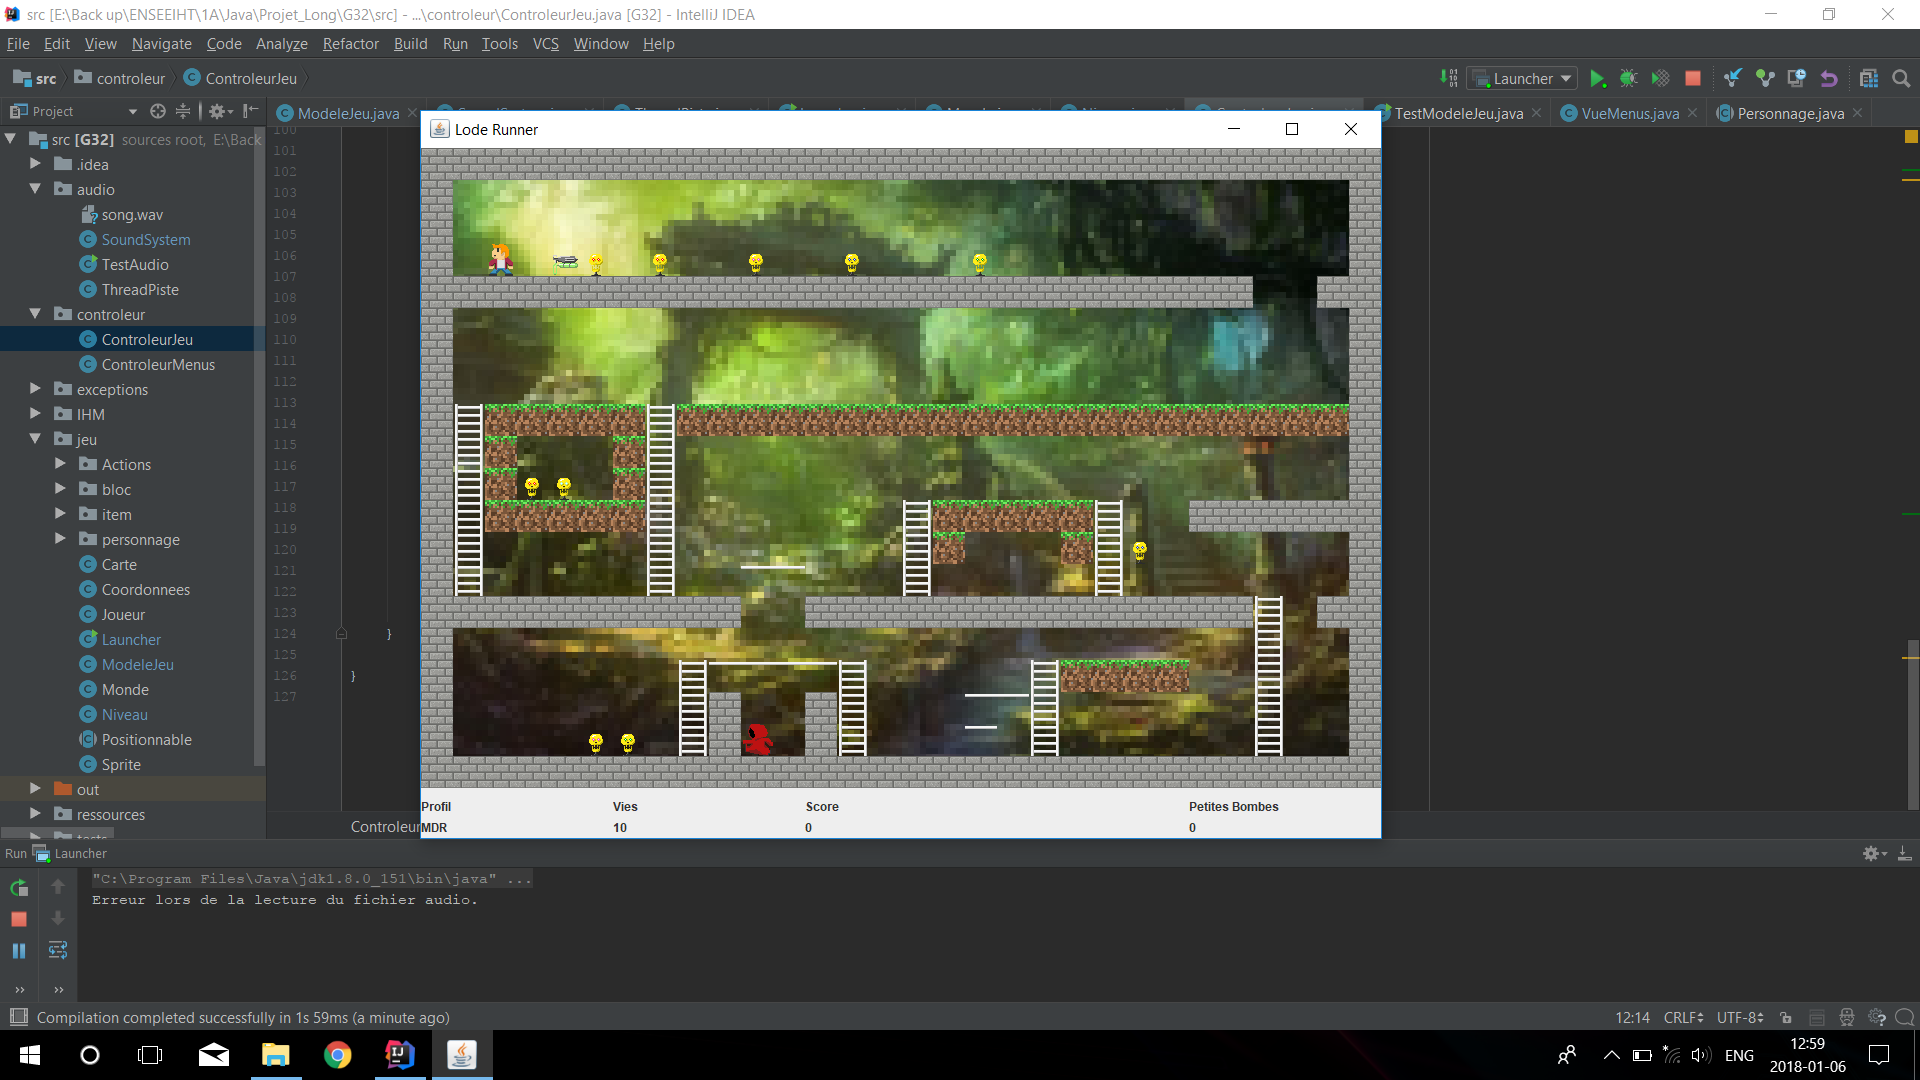 src [E:\Back up\ENSEEIHT\1A\Java\Projet_Long\G32\src] - ...\controleur\ControleurJeu.java [G32] - IntelliJ IDEA
File Edit View Navigate Code Analyze Refactor Build Run Tools VCS Window Help
src controleur ControleurJeu
Launcher
Project
ModeleJeu.java
TestModeleJeu.java VueMenus.java Personnage.java
Lode Runner
src [G32] sources root, E:\Back
.idea
audio
song.wav
SoundSystem
TestAudio
ThreadPiste
controleur
ControleurJeu
ControleurMenus
exceptions
IHM
jeu
Actions
bloc
item
personnage
Carte
Coordonnees
Joueur
Launcher
ModeleJeu
Monde
Niveau
Positionnable
Sprite
out
ressources
100
101
102
103
104
105
106
107
108
109
110
111
112
113
114
115
116
117
118
119
120
121
122
123
124 }
125
126 }
127
Controleur
Profil Vies Score Petites Bombes
MDR 10 0 0
Run Launcher
"C:\Program Files\Java\jdk1.8.0_151\bin\java" ...
Erreur lors de la lecture du fichier audio.
Compilation completed successfully in 1s 59ms (a minute ago)
12:14 CRLF UTF-8
ENG
12:59
2018-01-06